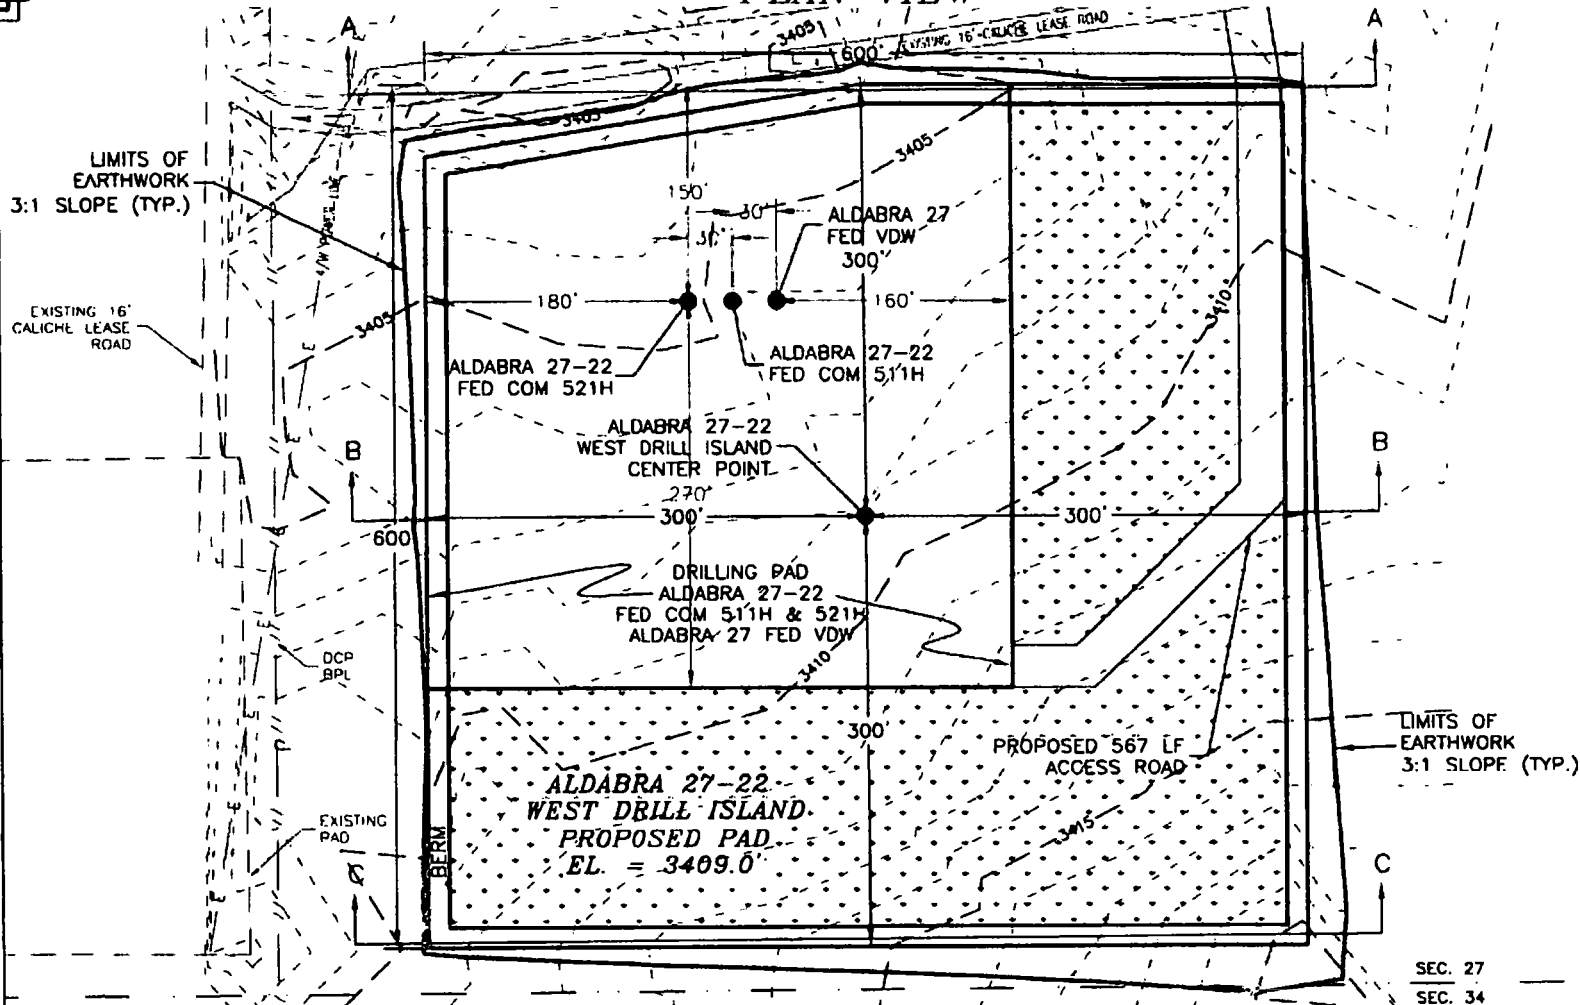 PLAN VIEW
A
A
3405
600'
EXISTING 16' CALICHE LEASE ROAD
3405
3405
LIMITS OF
EARTHWORK
3:1 SLOPE (TYP.)
150'
30'
30'
ALDABRA 27
FED VDW
300'
180'
160'
3410
EXISTING 16'
CALICHE LEASE
ROAD
3405
ALDABRA 27-22
FED COM 521H
ALDABRA 27-22
FED COM 511H
ALDABRA 27-22
WEST DRILL ISLAND
CENTER POINT
B
B
270'
300'
300'
600'
E
E
E
DRILLING PAD
ALDABRA 27-22
FED COM 511H & 521H
ALDABRA 27 FED VDW
DCP
BPL
3410
E
E
300'
PROPOSED 567 LF
ACCESS ROAD
LIMITS OF
EARTHWORK
3:1 SLOPE (TYP.)
ALDABRA 27-22
WEST DRILL ISLAND
PROPOSED PAD
EL. = 3409.0'
3415
EXISTING
PAD
BERM
C
C
E
SEC. 27
SEC. 34